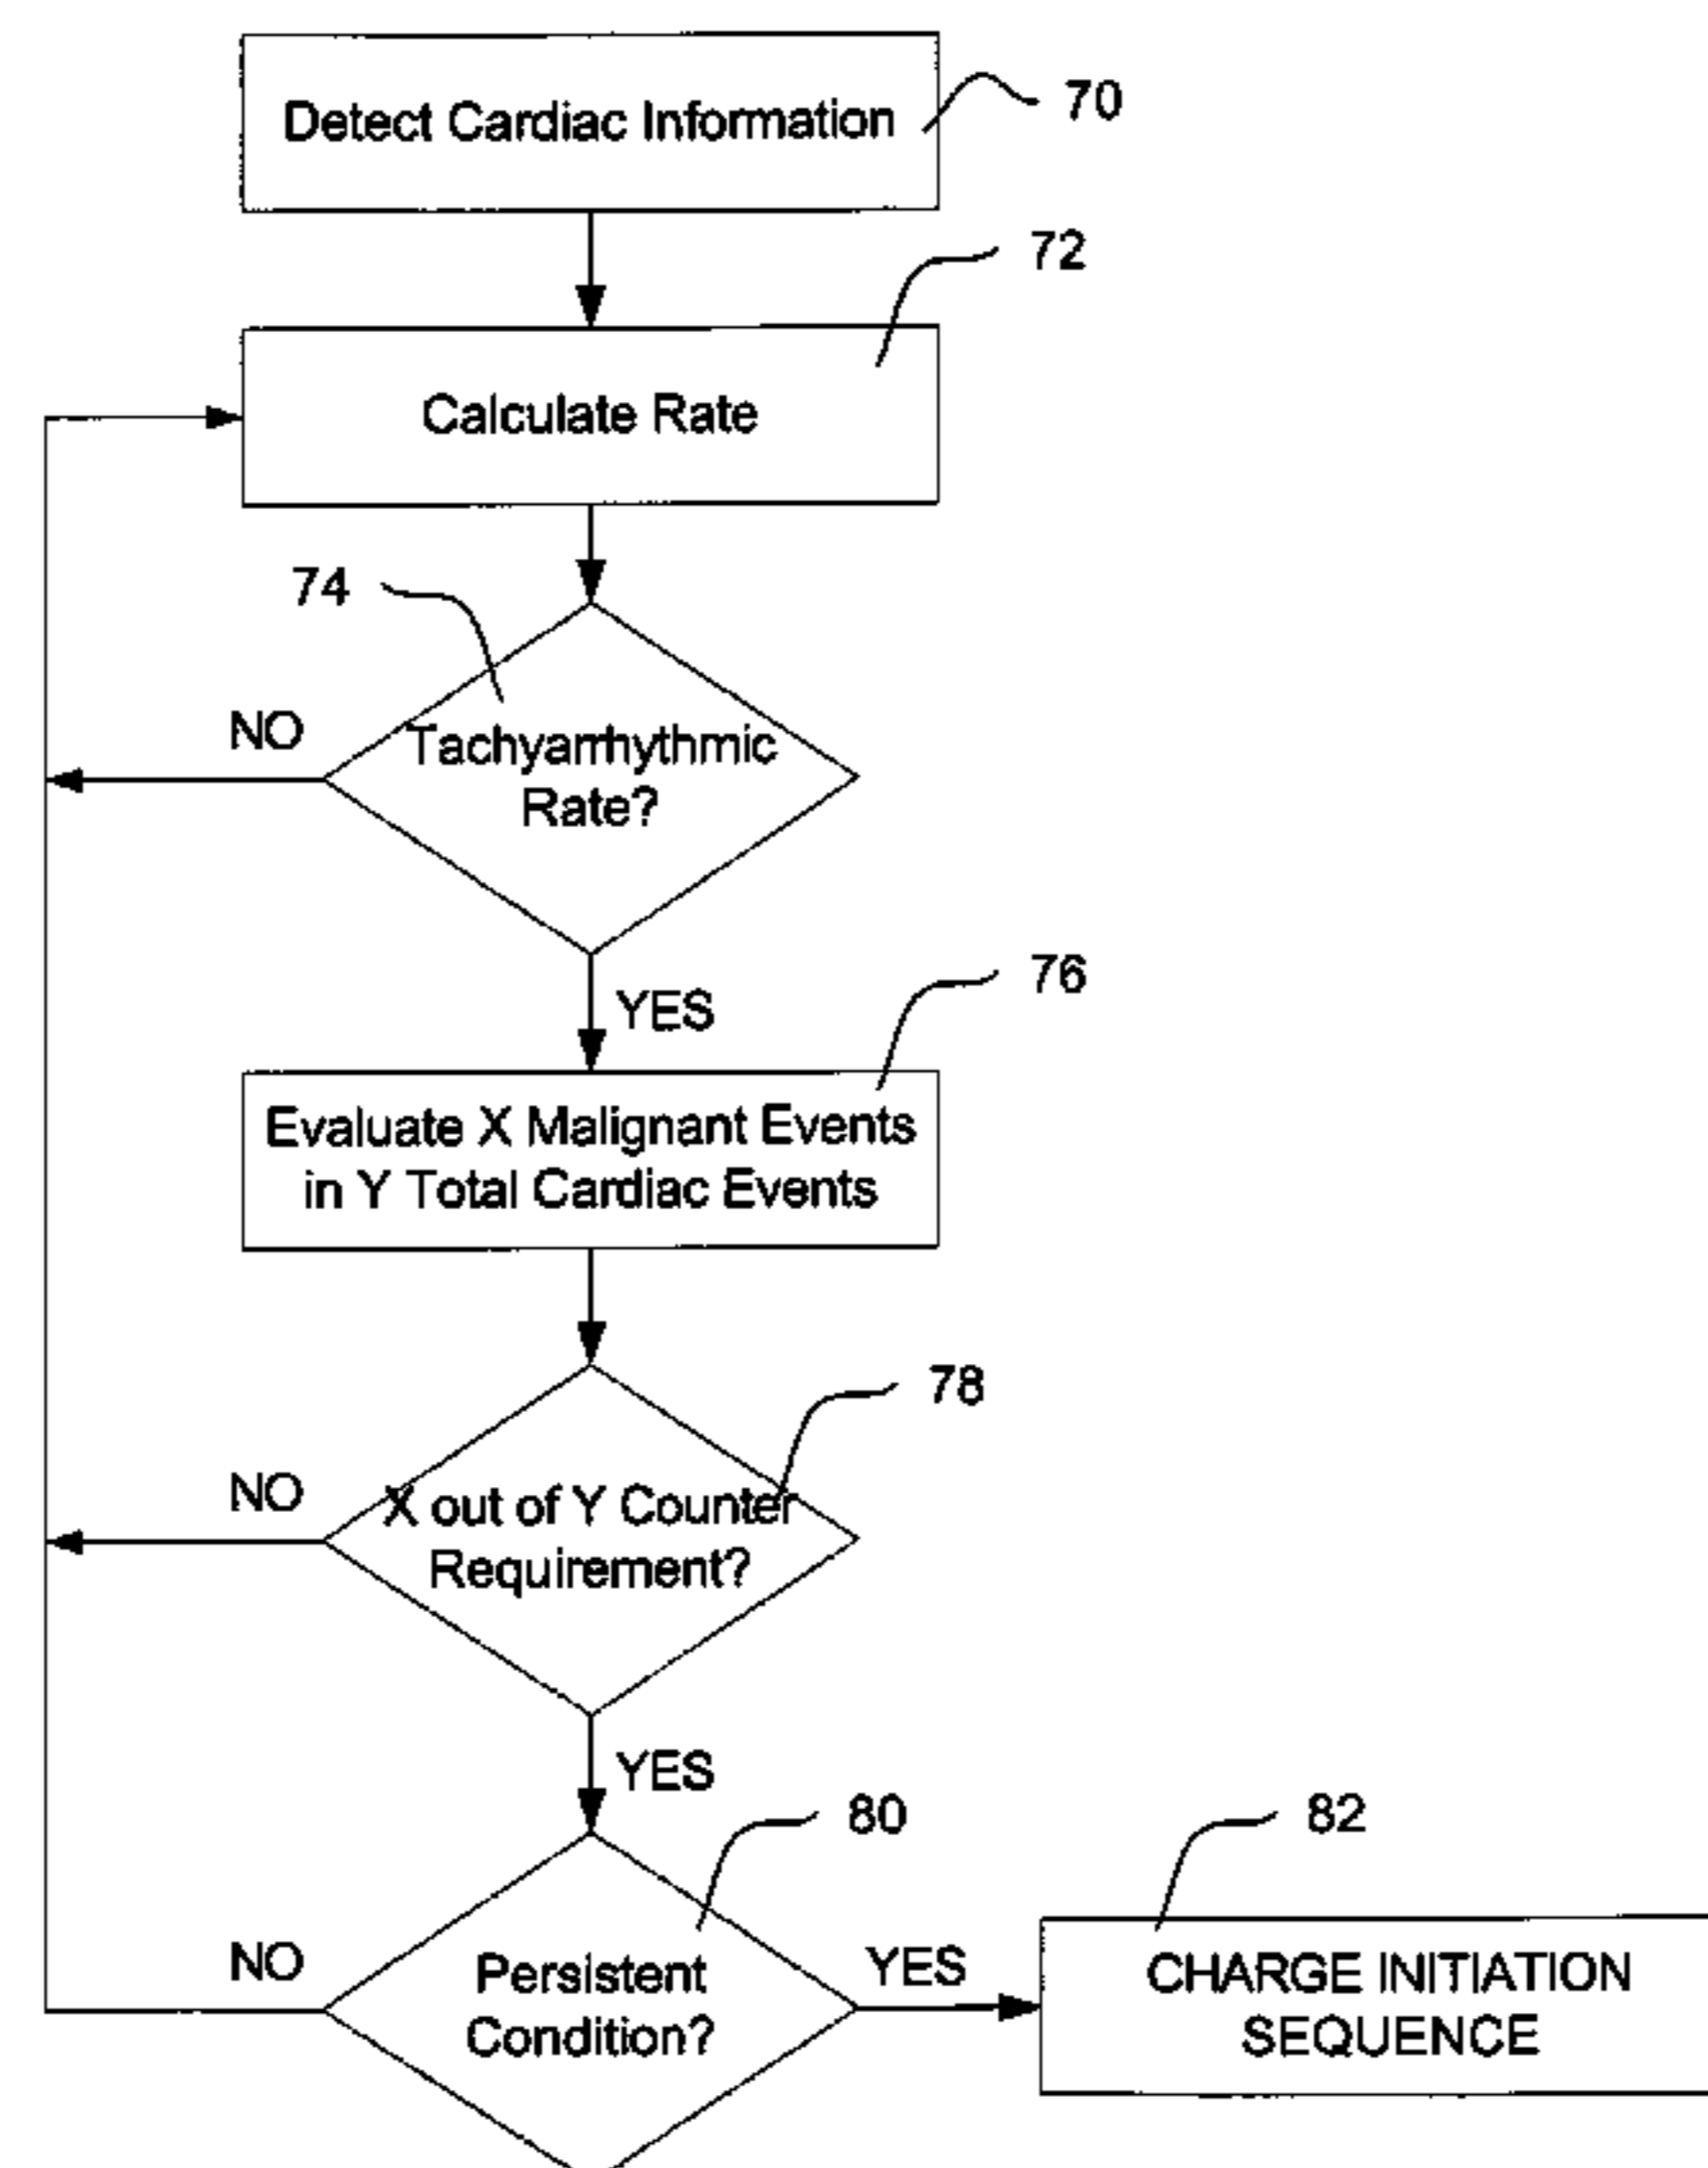 Detect Cardiac Information
70
72
Calculate Rate
74
NO
Tachyarrhythmic
Rate?
YES
76
Evaluate X Malignant Events
in Y Total Cardiac Events
78
NO
X out of Y Counter
Requirement?
YES
80
82
NO
Persistent
Condition?
YES
CHARGE INITIATION
SEQUENCE